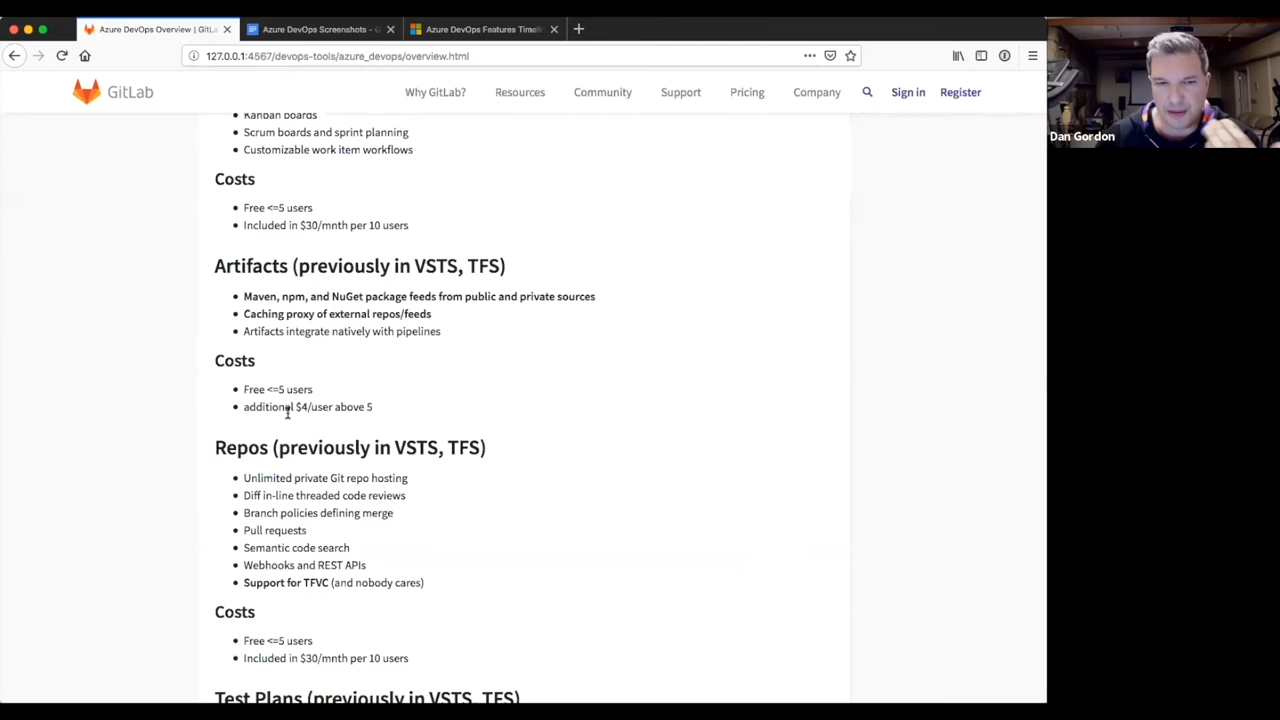 Azure DevOps Overview | GitLa
Azure DevOps Screenshots - G
Azure DevOps Features Timelin
127.0.0.1:4567/devops-tools/azure_devops/overview.html
GitLab
Why GitLab?
Resources
Community
Support
Pricing
Company
Sign in
Register
Dan Gordon
• Kanban boards
• Scrum boards and sprint planning
• Customizable work item workflows
Costs
• Free <=5 users
• Included in $30/mnth per 10 users
Artifacts (previously in VSTS, TFS)
• Maven, npm, and NuGet package feeds from public and private sources
• Caching proxy of external repos/feeds
• Artifacts integrate natively with pipelines
Costs
• Free <=5 users
• additional $4/user above 5
Repos (previously in VSTS, TFS)
• Unlimited private Git repo hosting
• Diff in-line threaded code reviews
• Branch policies defining merge
• Pull requests
• Semantic code search
• Webhooks and REST APIs
• Support for TFVC (and nobody cares)
Costs
• Free <=5 users
• Included in $30/mnth per 10 users
Test Plans (previously in VSTS, TFS)